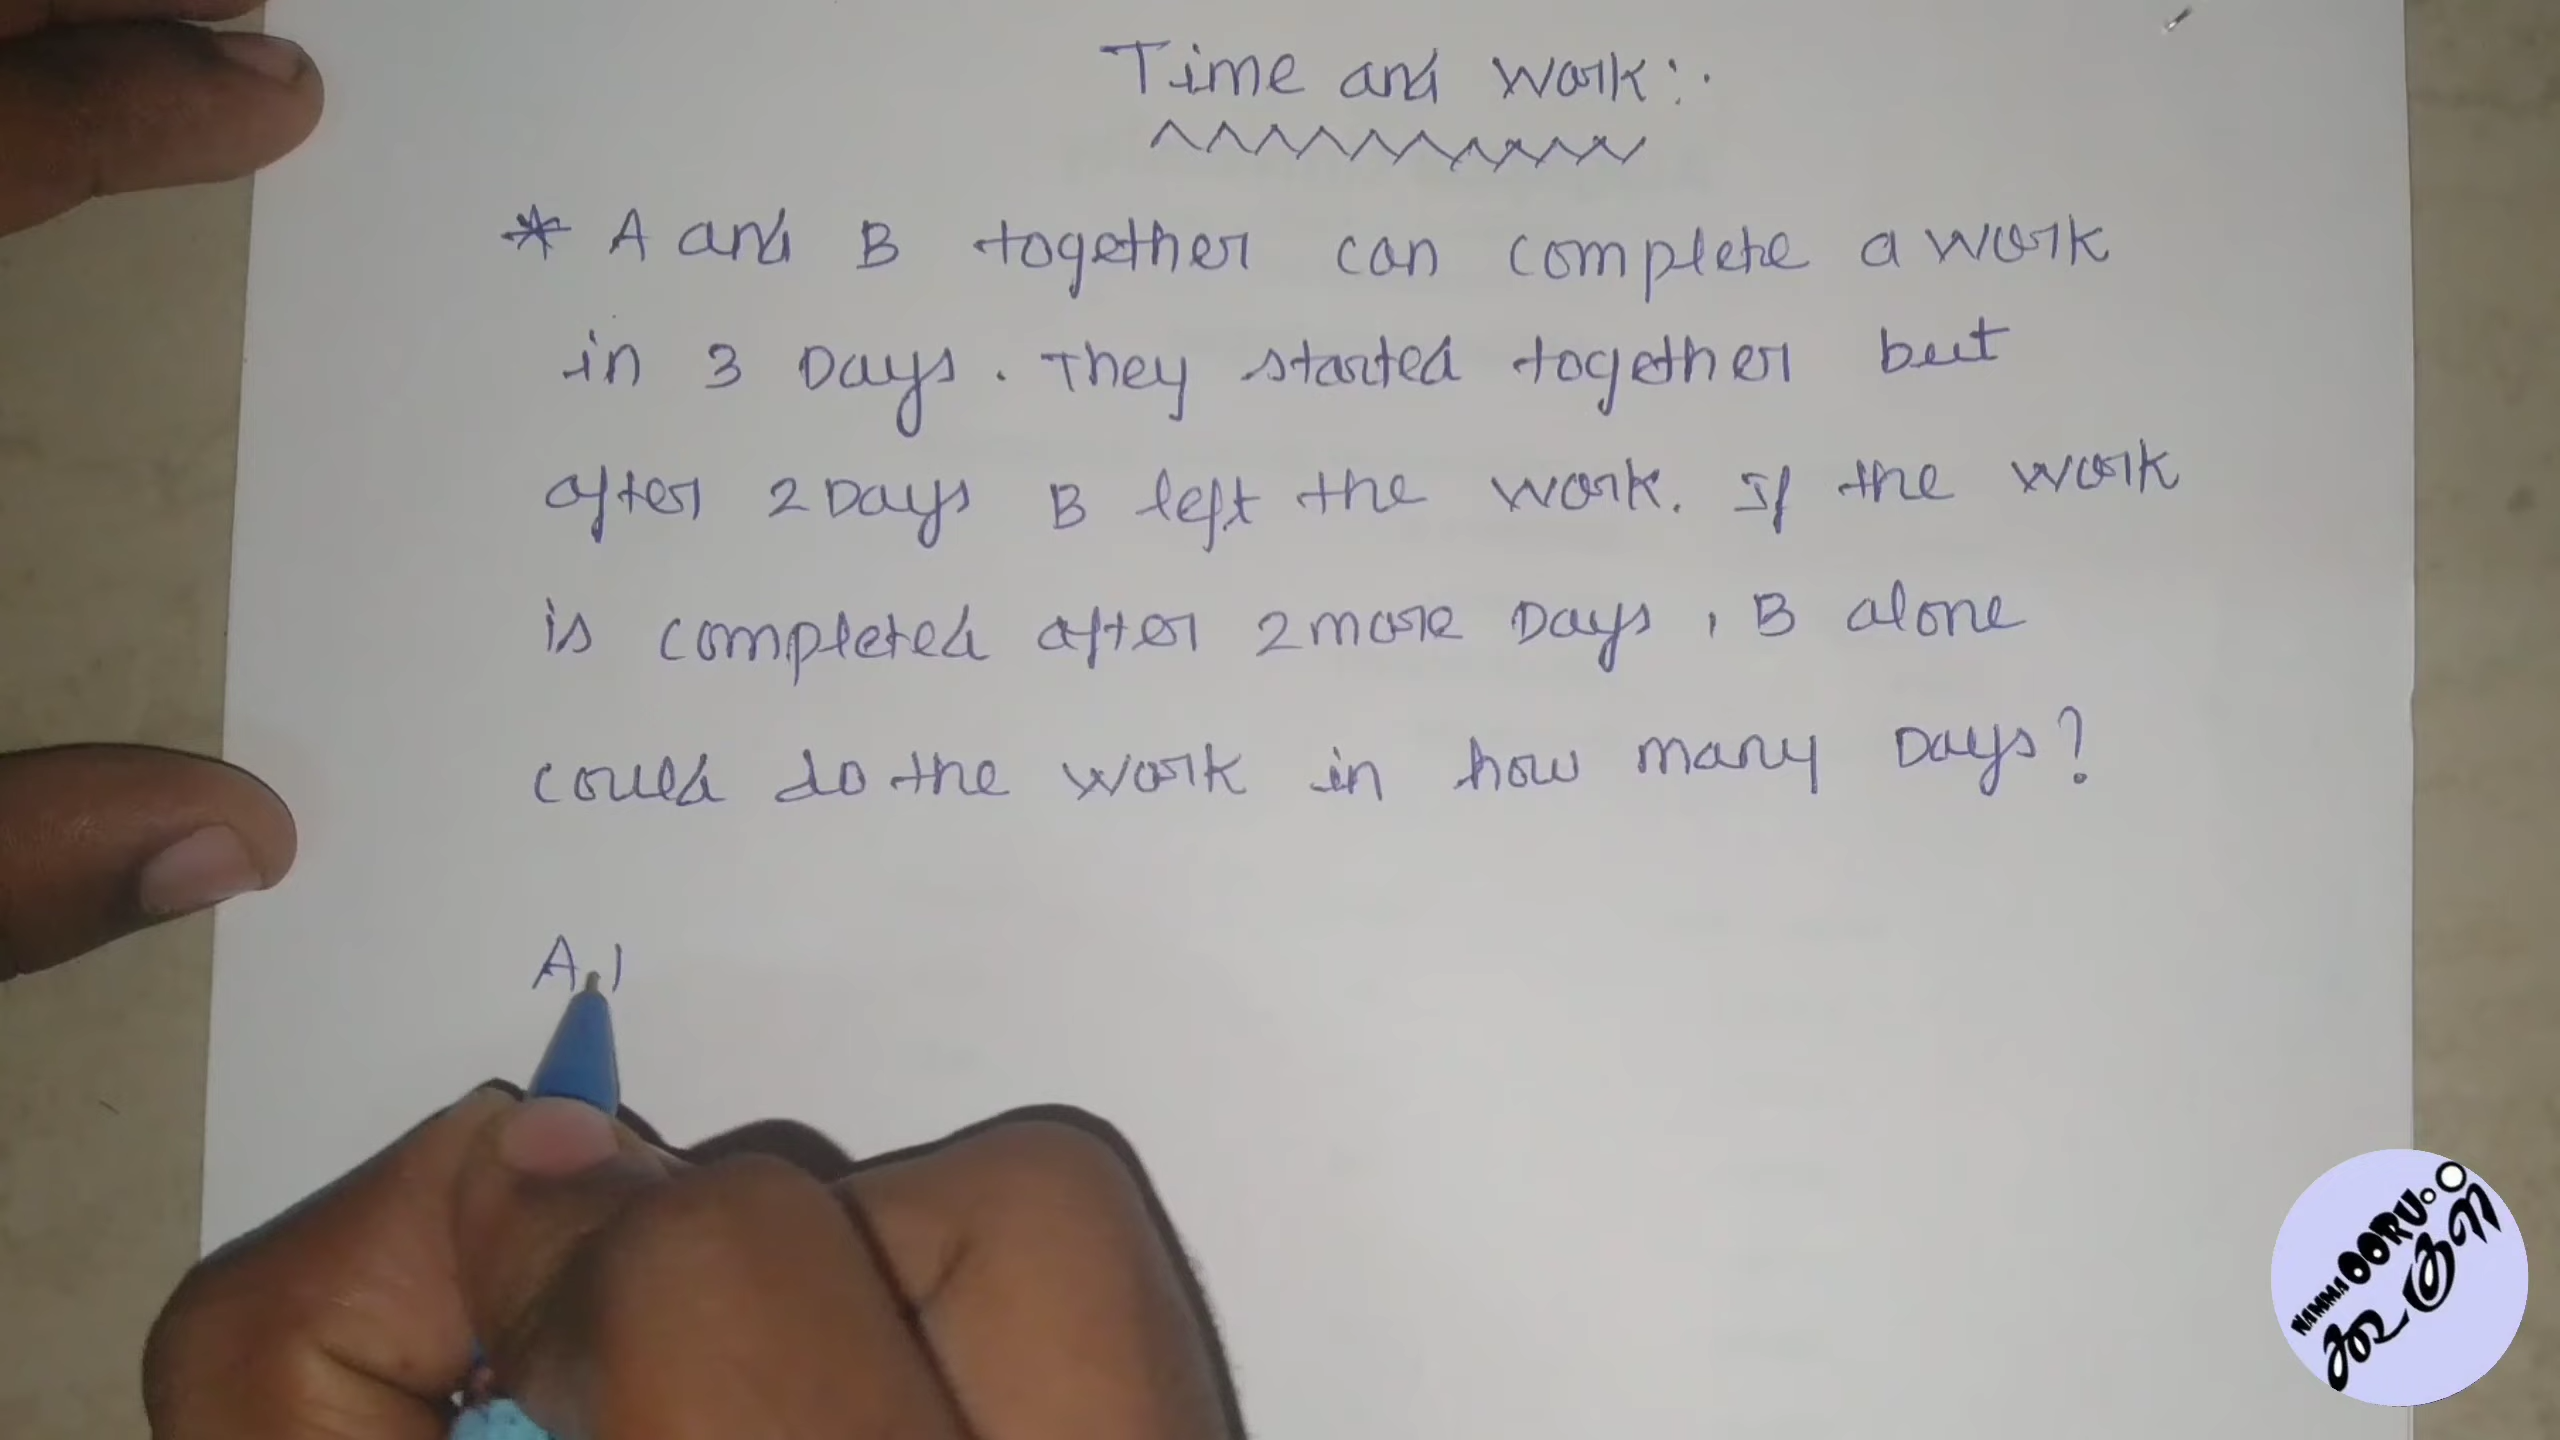 Time and Work:.
* A and B together can complete a work
in 3 Days. They started together but
after 2 Days B left the work. If the work
is completed after 2 more Days, B alone
could do the work in how many Days?
A
NAMMA OORU